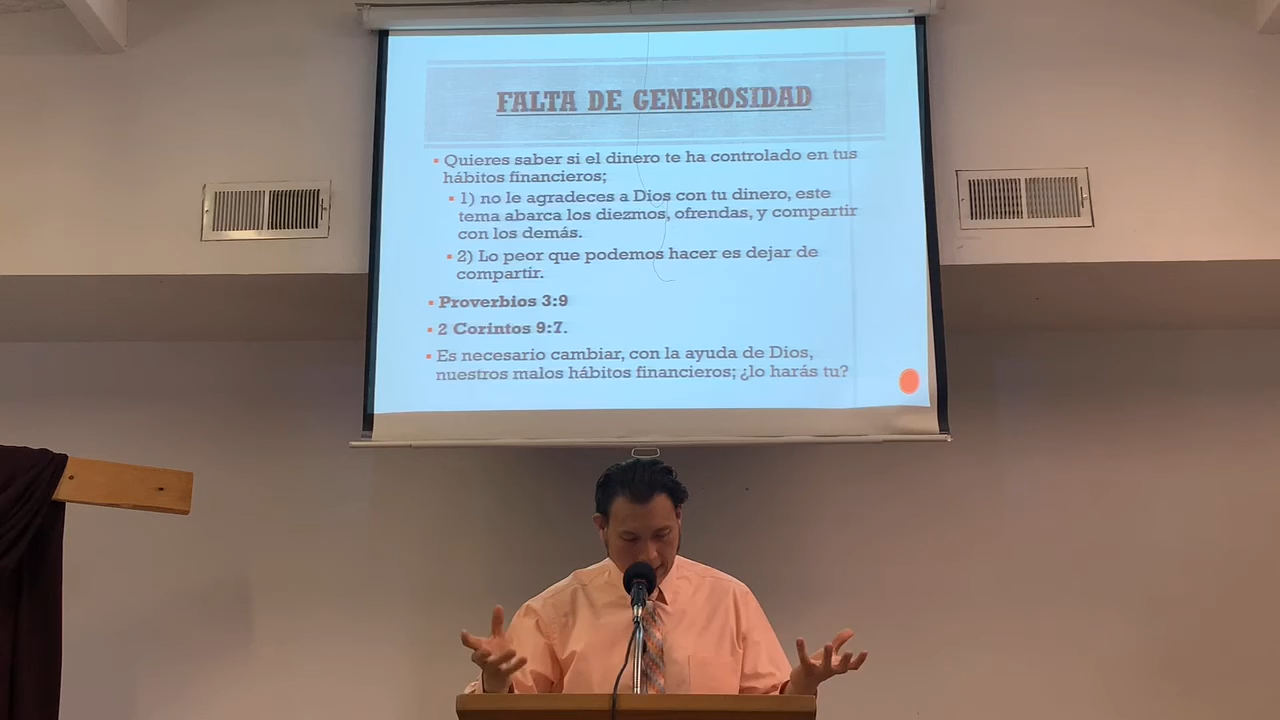 FALTA DE GENEROSIDAD
Quieres saber si el dinero te ha controlado en tus
hábitos financieros;
1) no le agradeces a Dios con tu dinero, este
tema abarca los diezmos, ofrendas, y compartir
con los demás.
2) Lo peor que podemos hacer es dejar de
compartir.
Proverbios 3:9
2 Corintos 9:7.
Es necesario cambiar, con la ayuda de Dios,
nuestros malos hábitos financieros; ¿lo harás tu?